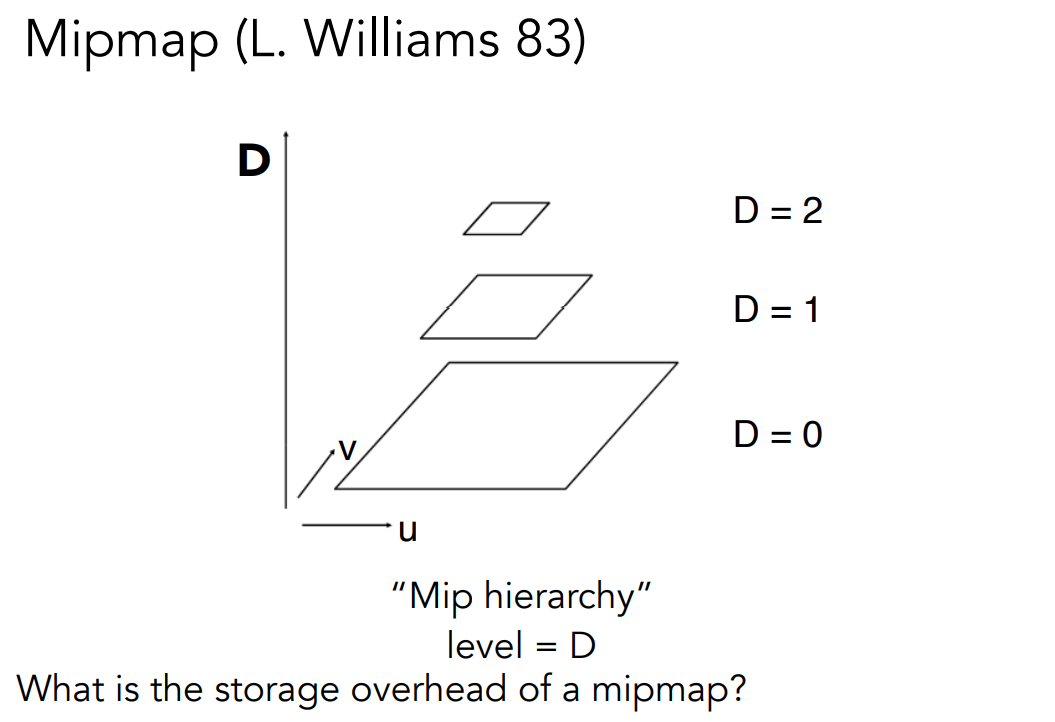 Mipmap (L. Williams 83)
D
D = 2
D = 1
D = 0
v
u
“Mip hierarchy”
level = D
What is the storage overhead of a mipmap?